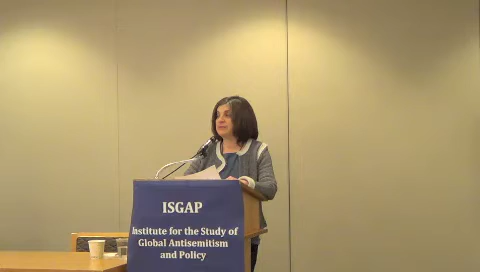 ISGAP
Institute for the Study of
Global Antisemitism
and Policy